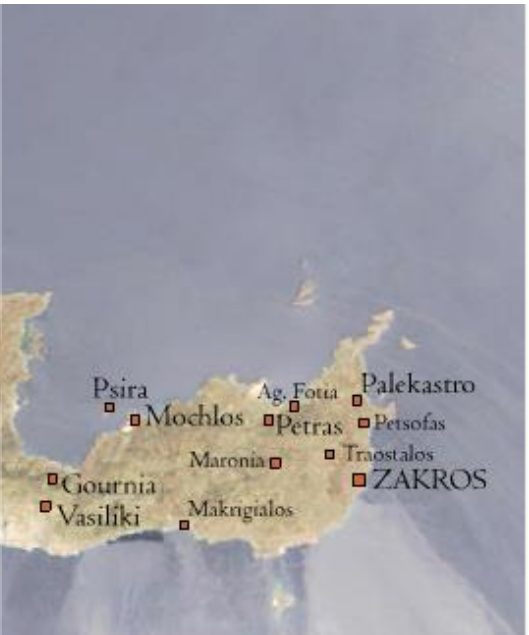 Psira
Ag. Fotia
Palekastro
Mochlos
Petras
Petsofas
Maronia
Traostalos
Gournia
ZAKROS
Vasiliki
Makrigialos